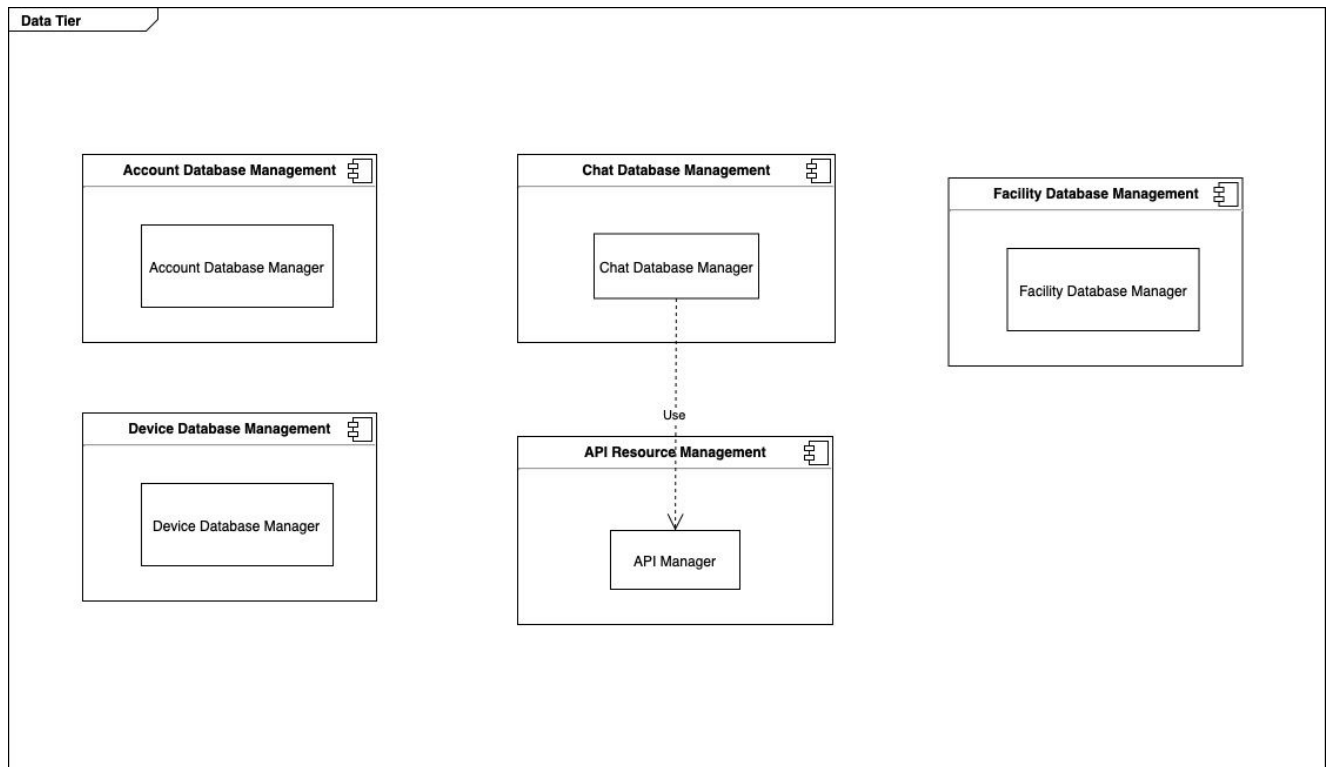 Data Tier
Account Database Management
Account Database Manager
Chat Database Management
Chat Database Manager
Facility Database Management
Facility Database Manager
Device Database Management
Device Database Manager
Use
API Resource Management
API Manager